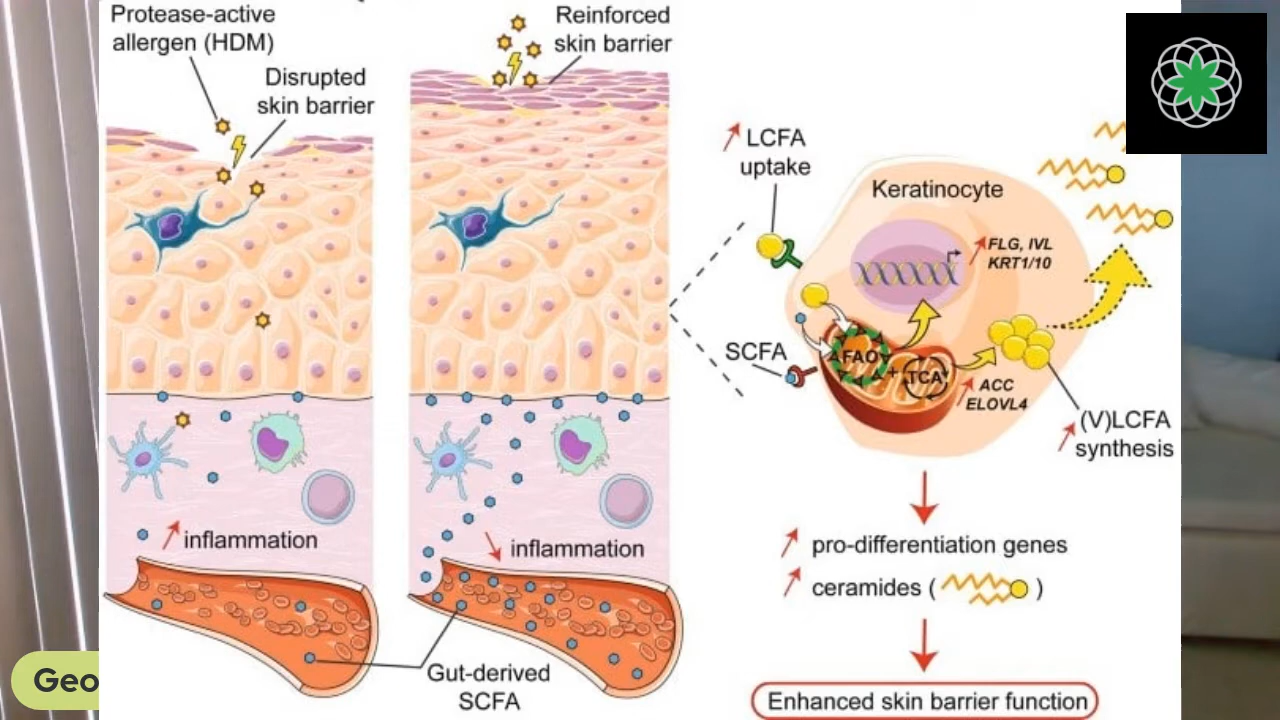 Protease-active
allergen (HDM)
Disrupted
skin barrier
Reinforced
skin barrier
LCFA
uptake
Keratinocyte
FLG, IVL
KRT1/10
SCFA
FAO
+
TCA
ACC
ELOVL4
(V)LCFA
synthesis
inflammation
inflammation
pro-differentiation genes
ceramides ( )
Gut-derived
SCFA
Enhanced skin barrier function
Geo